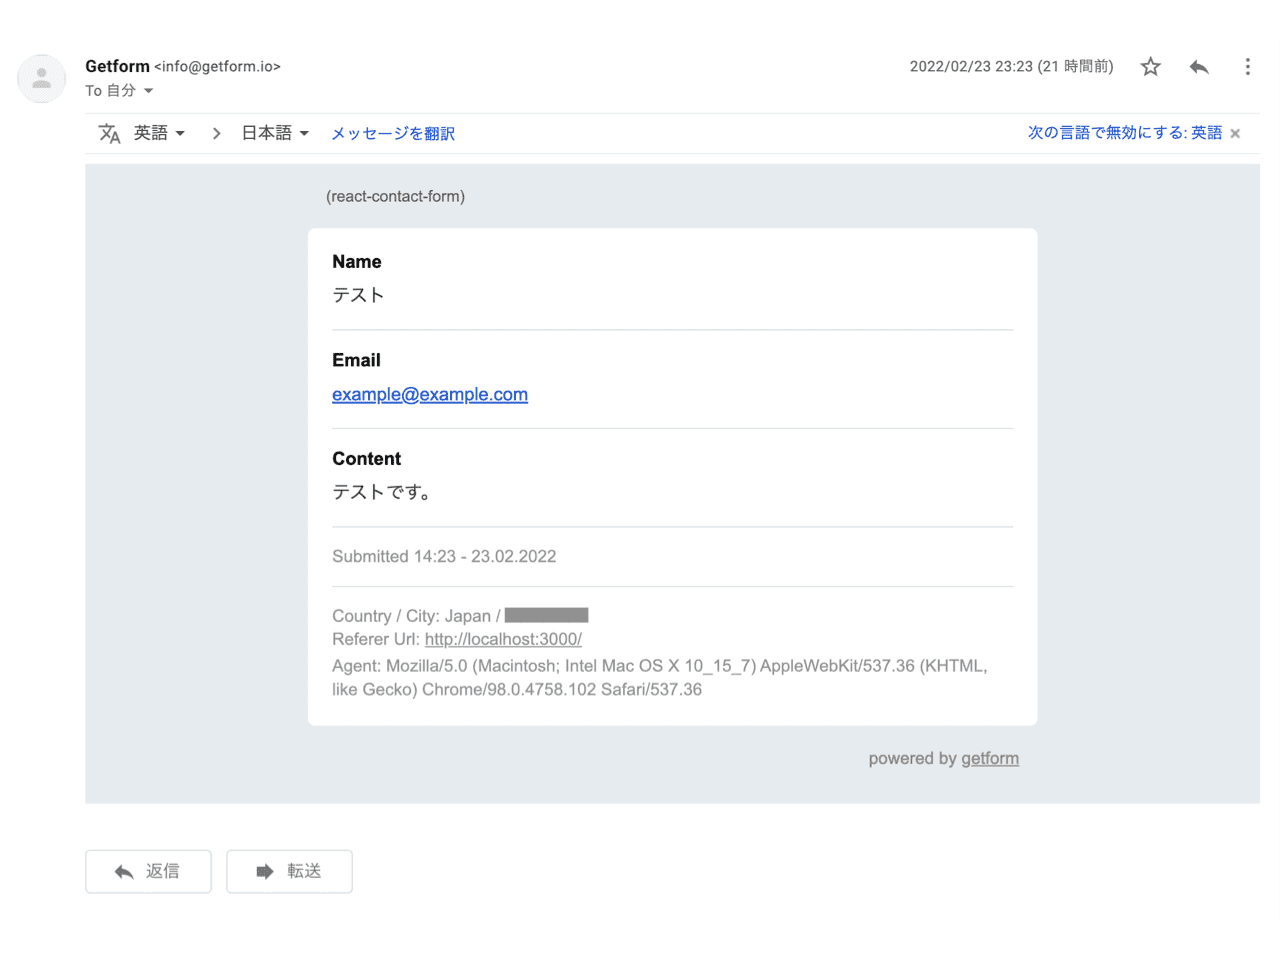 Getform <info@getform.io>
2022/02/23 23:23 (21 時間前)
To 自分
英語
日本語
メッセージを翻訳
次の言語で無効にする: 英語
(react-contact-form)
Name
テスト
Email
example@example.com
Content
テストです。
Submitted 14:23 - 23.02.2022
Country / City: Japan /
Referer Url: http://localhost:3000/
Agent: Mozilla/5.0 (Macintosh; Intel Mac OS X 10_15_7) AppleWebKit/537.36 (KHTML,
like Gecko) Chrome/98.0.4758.102 Safari/537.36
powered by getform
返信
転送